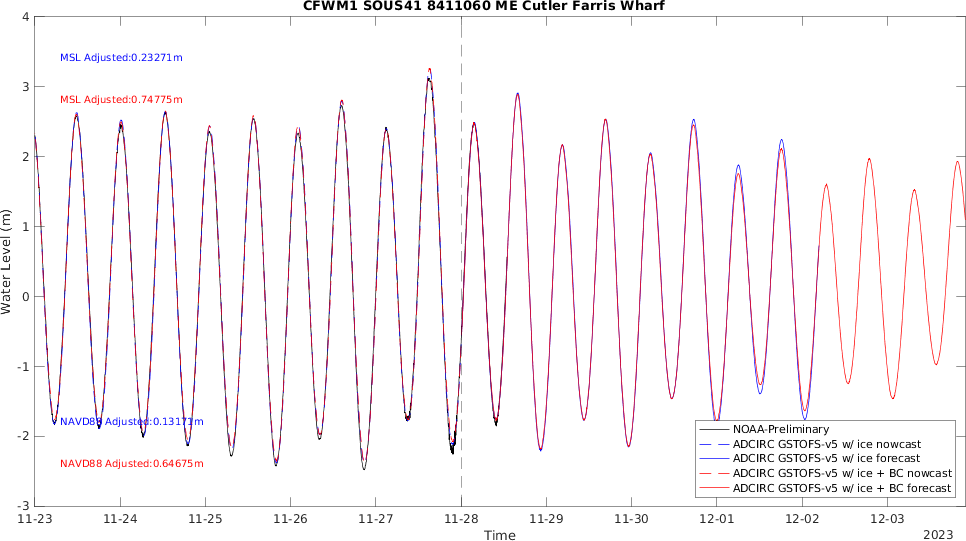 CFWM1 SOUS41 8411060 ME Cutler Farris Wharf
4
3
2
1
0
-1
-2
-3
Water Level (m)
MSL Adjusted:0.23271m
MSL Adjusted:0.74775m
NAVD88 Adjusted:0.13171m
NAVD88 Adjusted:0.64675m
NOAA-Preliminary
ADCIRC GSTOFS-v5 w/ ice nowcast
ADCIRC GSTOFS-v5 w/ ice forecast
ADCIRC GSTOFS-v5 w/ ice + BC nowcast
ADCIRC GSTOFS-v5 w/ ice + BC forecast
11-23 11-24 11-25 11-26 11-27 11-28 11-29 11-30 12-01 12-02 12-03
Time
2023